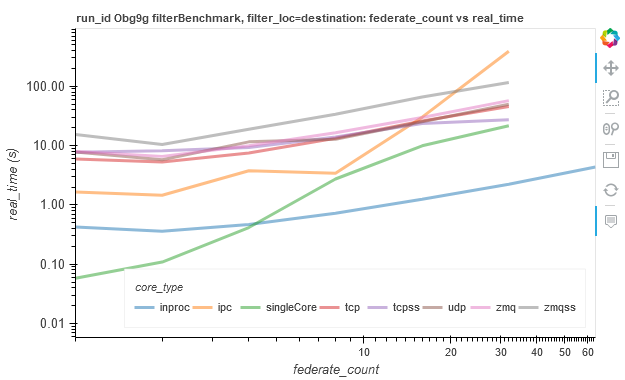 run_id Obg9g filterBenchmark, filter_loc=destination: federate_count vs real_time
real_time (s)
100.00
10.00
1.00
0.10
0.01
core_type
inproc ipc singleCore tcp tcpss udp zmq zmqss
10 20 30 40 50 60
federate_count